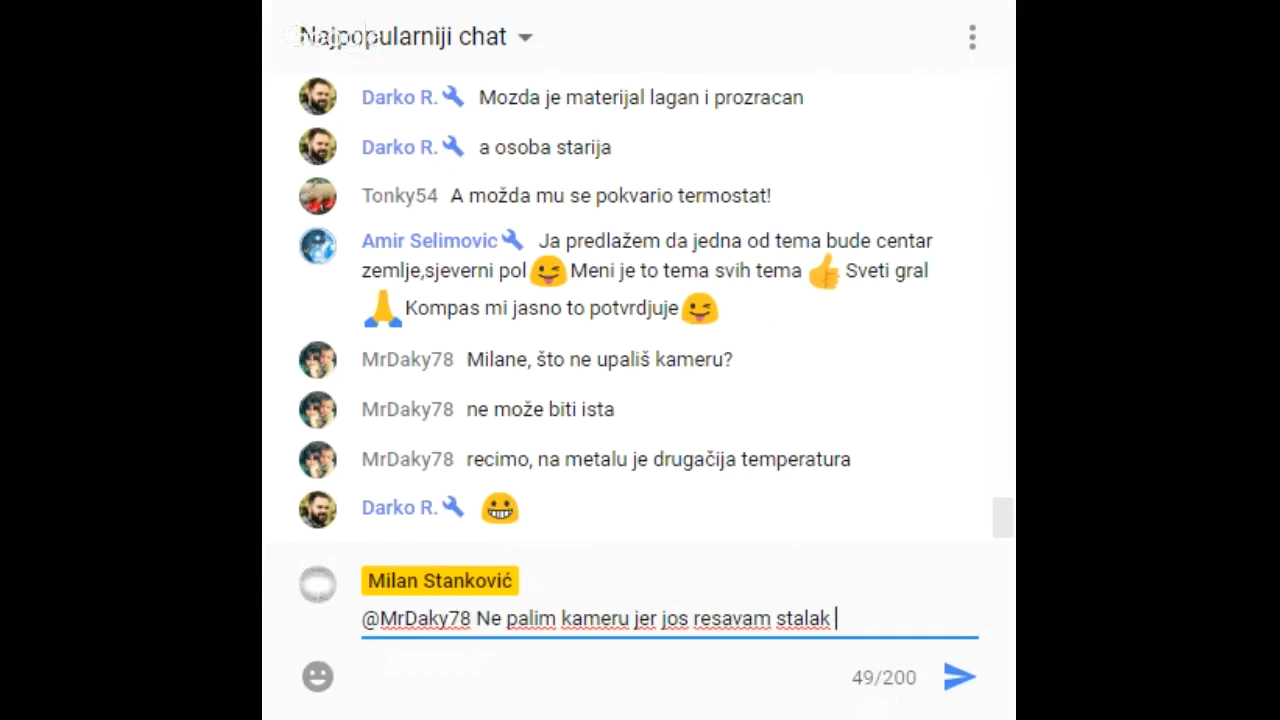 Najpopularniji chat
Google
Darko R. Mozda je materijal lagan i prozracan
Darko R. a osoba starija
Tonky54 A možda mu se pokvario termostat!
Amir Selimovic Ja predlažem da jedna od tema bude centar
zemlje,sjeverni pol Meni je to tema svih tema Sveti gral
Kompas mi jasno to potvrdjuje
MrDaky78 Milane, što ne upališ kameru?
MrDaky78 ne može biti ista
MrDaky78 recimo, na metalu je drugačija temperatura
Darko R.
Milan Stanković
@MrDaky78 Ne palim kameru jer jos resavam stalak
49/200